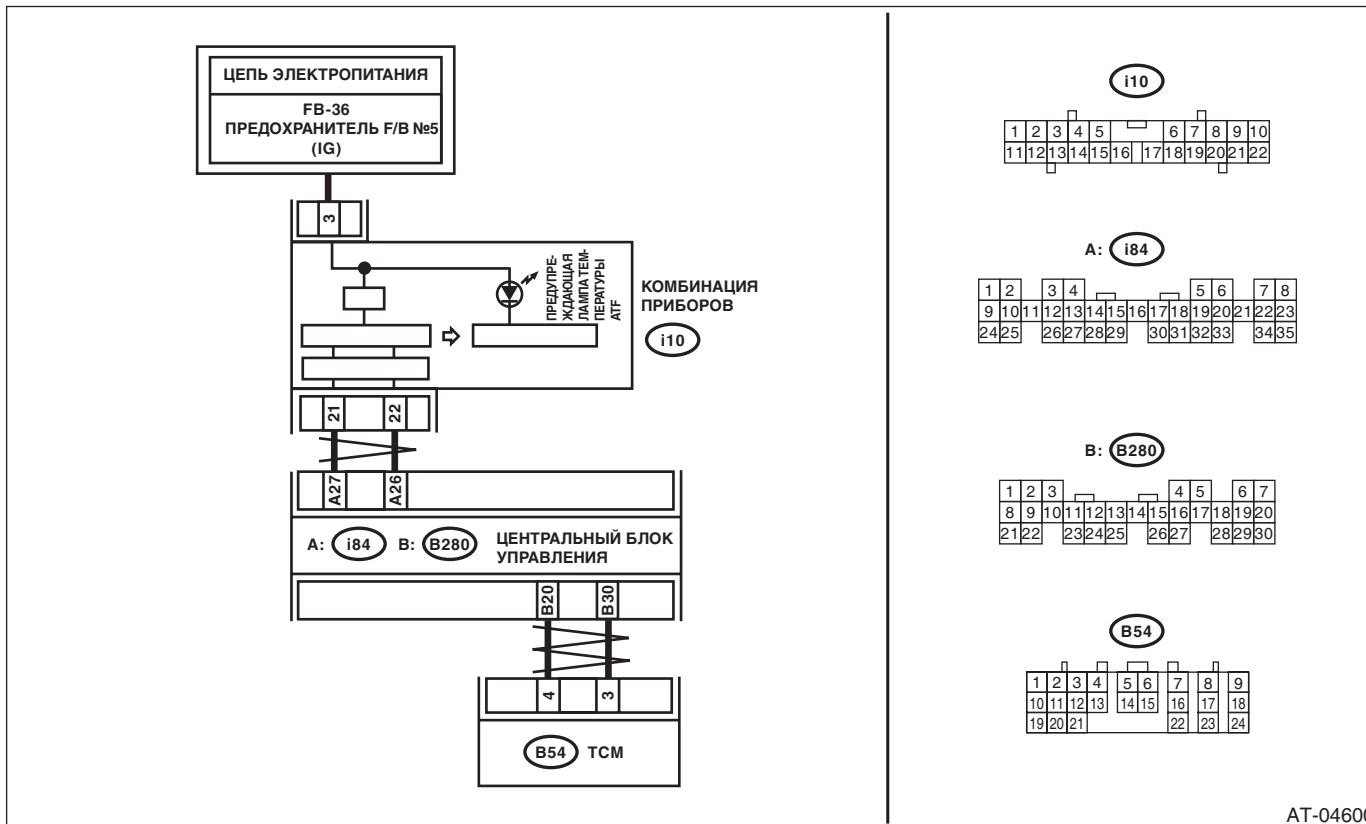 ЦЕПЬ ЭЛЕКТРОПИТАНИЯ
FB-36
ПРЕДОХРАНИТЕЛЬ F/B №5
(IG)
3
ПРЕДУПРЕ-
ЖДАЮЩАЯ
ЛАМПА ТЕМ-
ПЕРАТУРЫ
ATF
КОМБИНАЦИЯ
ПРИБОРОВ
i10
21 22
A27 A26
A: i84 B: B280 ЦЕНТРАЛЬНЫЙ БЛОК
УПРАВЛЕНИЯ
B20 B30
4 3
B54 TCM
i10
1 2 3 4 5 6 7 8 9 10
11 12 13 14 15 16 17 18 19 20 21 22
A: i84
1 2 3 4 5 6 7 8
9 10 11 12 13 14 15 16 17 18 19 20 21 22 23
24 25 26 27 28 29 30 31 32 33 34 35
B: B280
1 2 3 4 5 6 7
8 9 10 11 12 13 14 15 16 17 18 19 20
21 22 23 24 25 26 27 28 29 30
B54
1 2 3 4 5 6 7 8 9
10 11 12 13 14 15 16 17 18
19 20 21 22 23 24
AT-04600